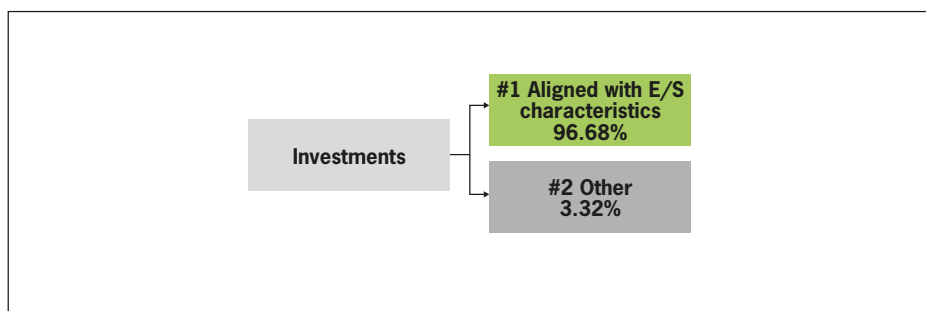 Investments
#1 Aligned with E/S
characteristics
96.68%
#2 Other
3.32%